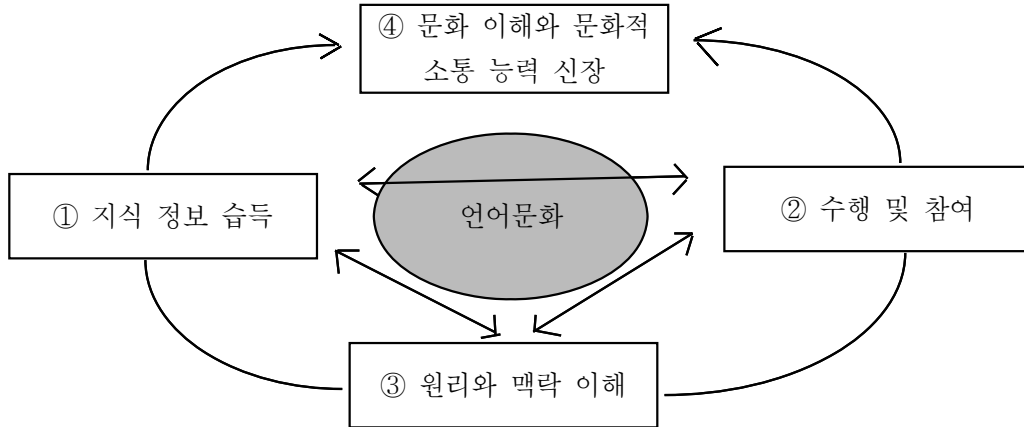 ④ 문화 이해와 문화적
소통 능력 신장
① 지식 정보 습득
언어문화
② 수행 및 참여
③ 원리와 맥락 이해